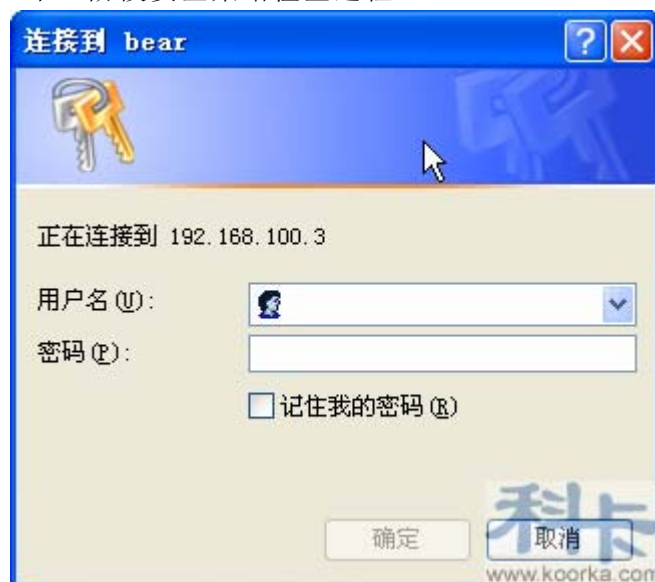 连接到 bear
正在连接到 192.168.100.3
用户名(U):
密码(P):
记住我的密码(R)
确定
取消
科卡
www.koorka.com